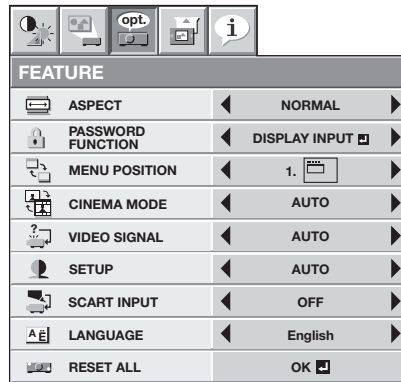 opt.
i
FEATURE
ASPECT NORMAL
PASSWORD FUNCTION DISPLAY INPUT
MENU POSITION 1.
CINEMA MODE AUTO
VIDEO SIGNAL AUTO
SETUP AUTO
SCART INPUT OFF
A É LANGUAGE English
RESET ALL OK